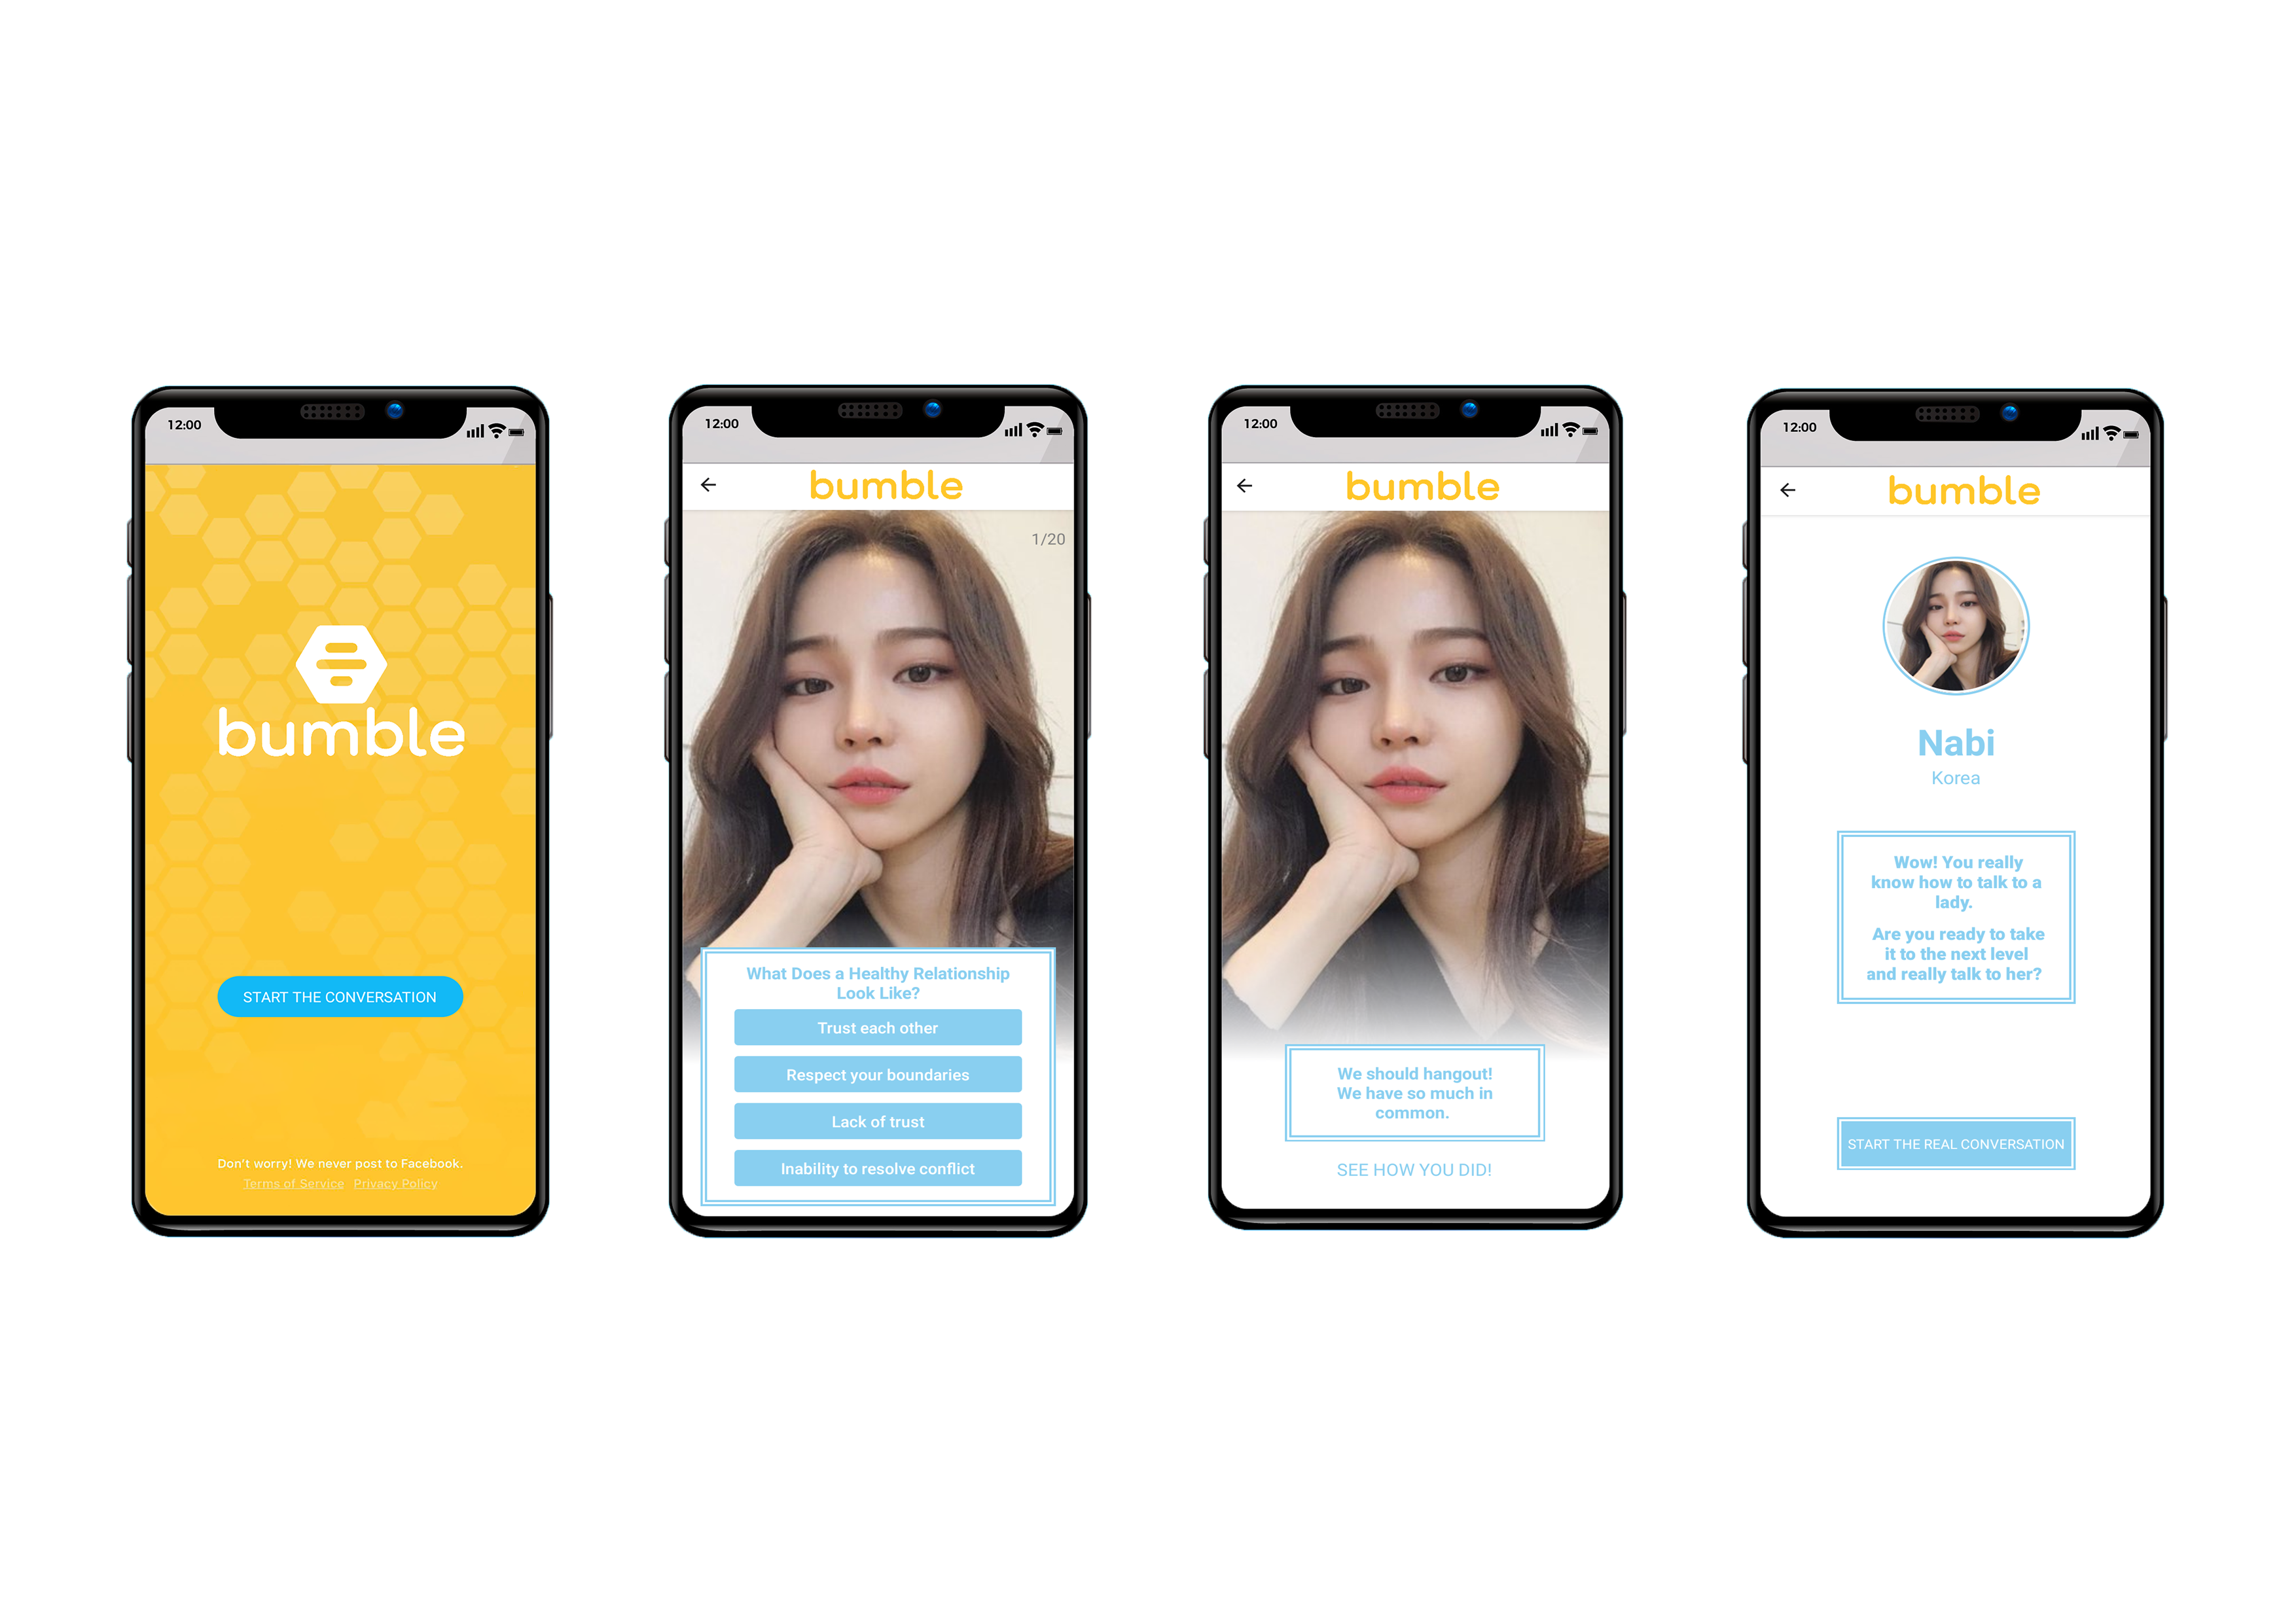 12:00
bumble
START THE CONVERSATION
Don't worry! We never post to Facebook.
Terms of Service Privacy Policy
12:00
bumble
1/20
What Does a Healthy Relationship
Look Like?
Trust each other
Respect your boundaries
Lack of trust
Inability to resolve conflict
12:00
bumble
We should hangout!
We have so much in
common.
SEE HOW YOU DID!
12:00
bumble
Nabi
Korea
Wow! You really
know how to talk to a
lady.
Are you ready to take
it to the next level
and really talk to her?
START THE REAL CONVERSATION